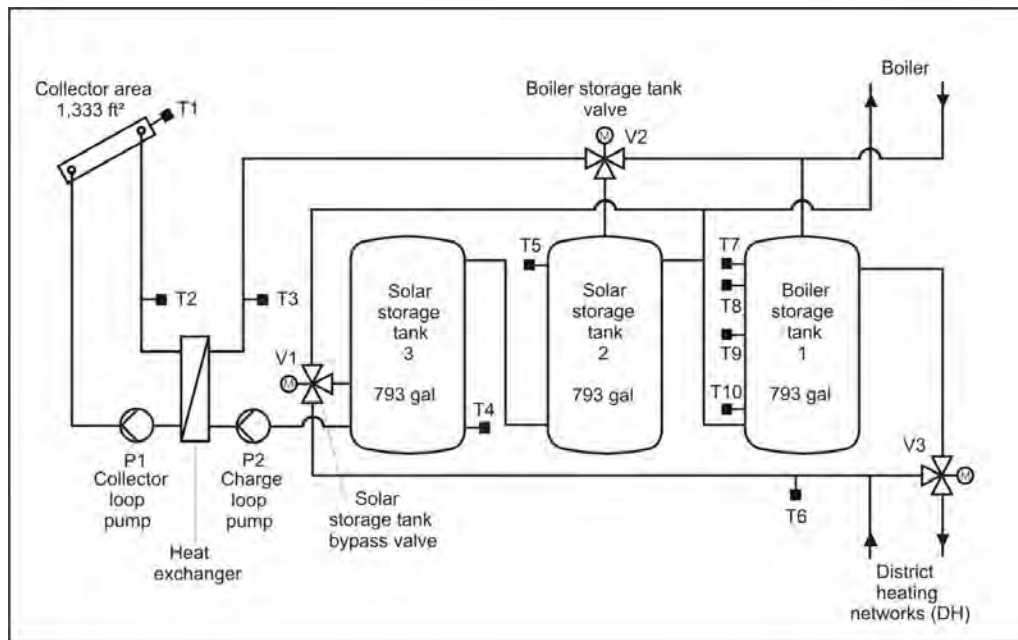 Collector area
1,333 ft²
T1
Boiler storage tank
valve
M
V2
Boiler
T2
T3
Solar
storage
tank
3
793 gal
T4
T5
Solar
storage
tank
2
793 gal
T7
T8
T9
T10
Boiler
storage
tank
1
793 gal
V1
M
V3
M
T6
P1
Collector
loop
pump
P2
Charge
loop
pump
Heat
exchanger
Solar
storage tank
bypass valve
District
heating
networks (DH)